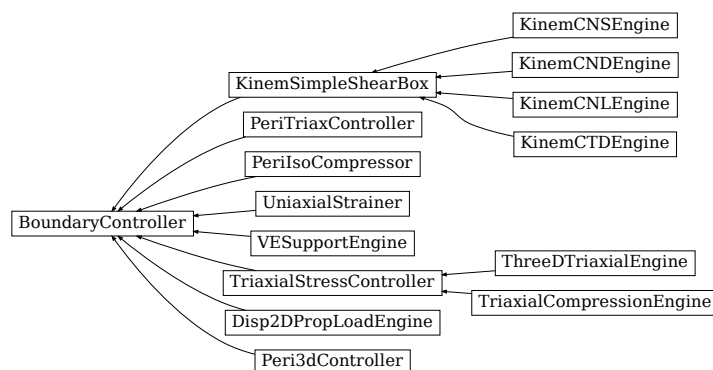 KinemCNSEngine
KinemCNDEngine
KinemSimpleShearBox
KinemCNLEngine
PeriTriaxController
KinemCTDEngine
PeriIsoCompressor
UniaxialStrainer
BoundaryController
VESupportEngine
ThreeDTriaxialEngine
TriaxialStressController
TriaxialCompressionEngine
Disp2DPropLoadEngine
Peri3dController